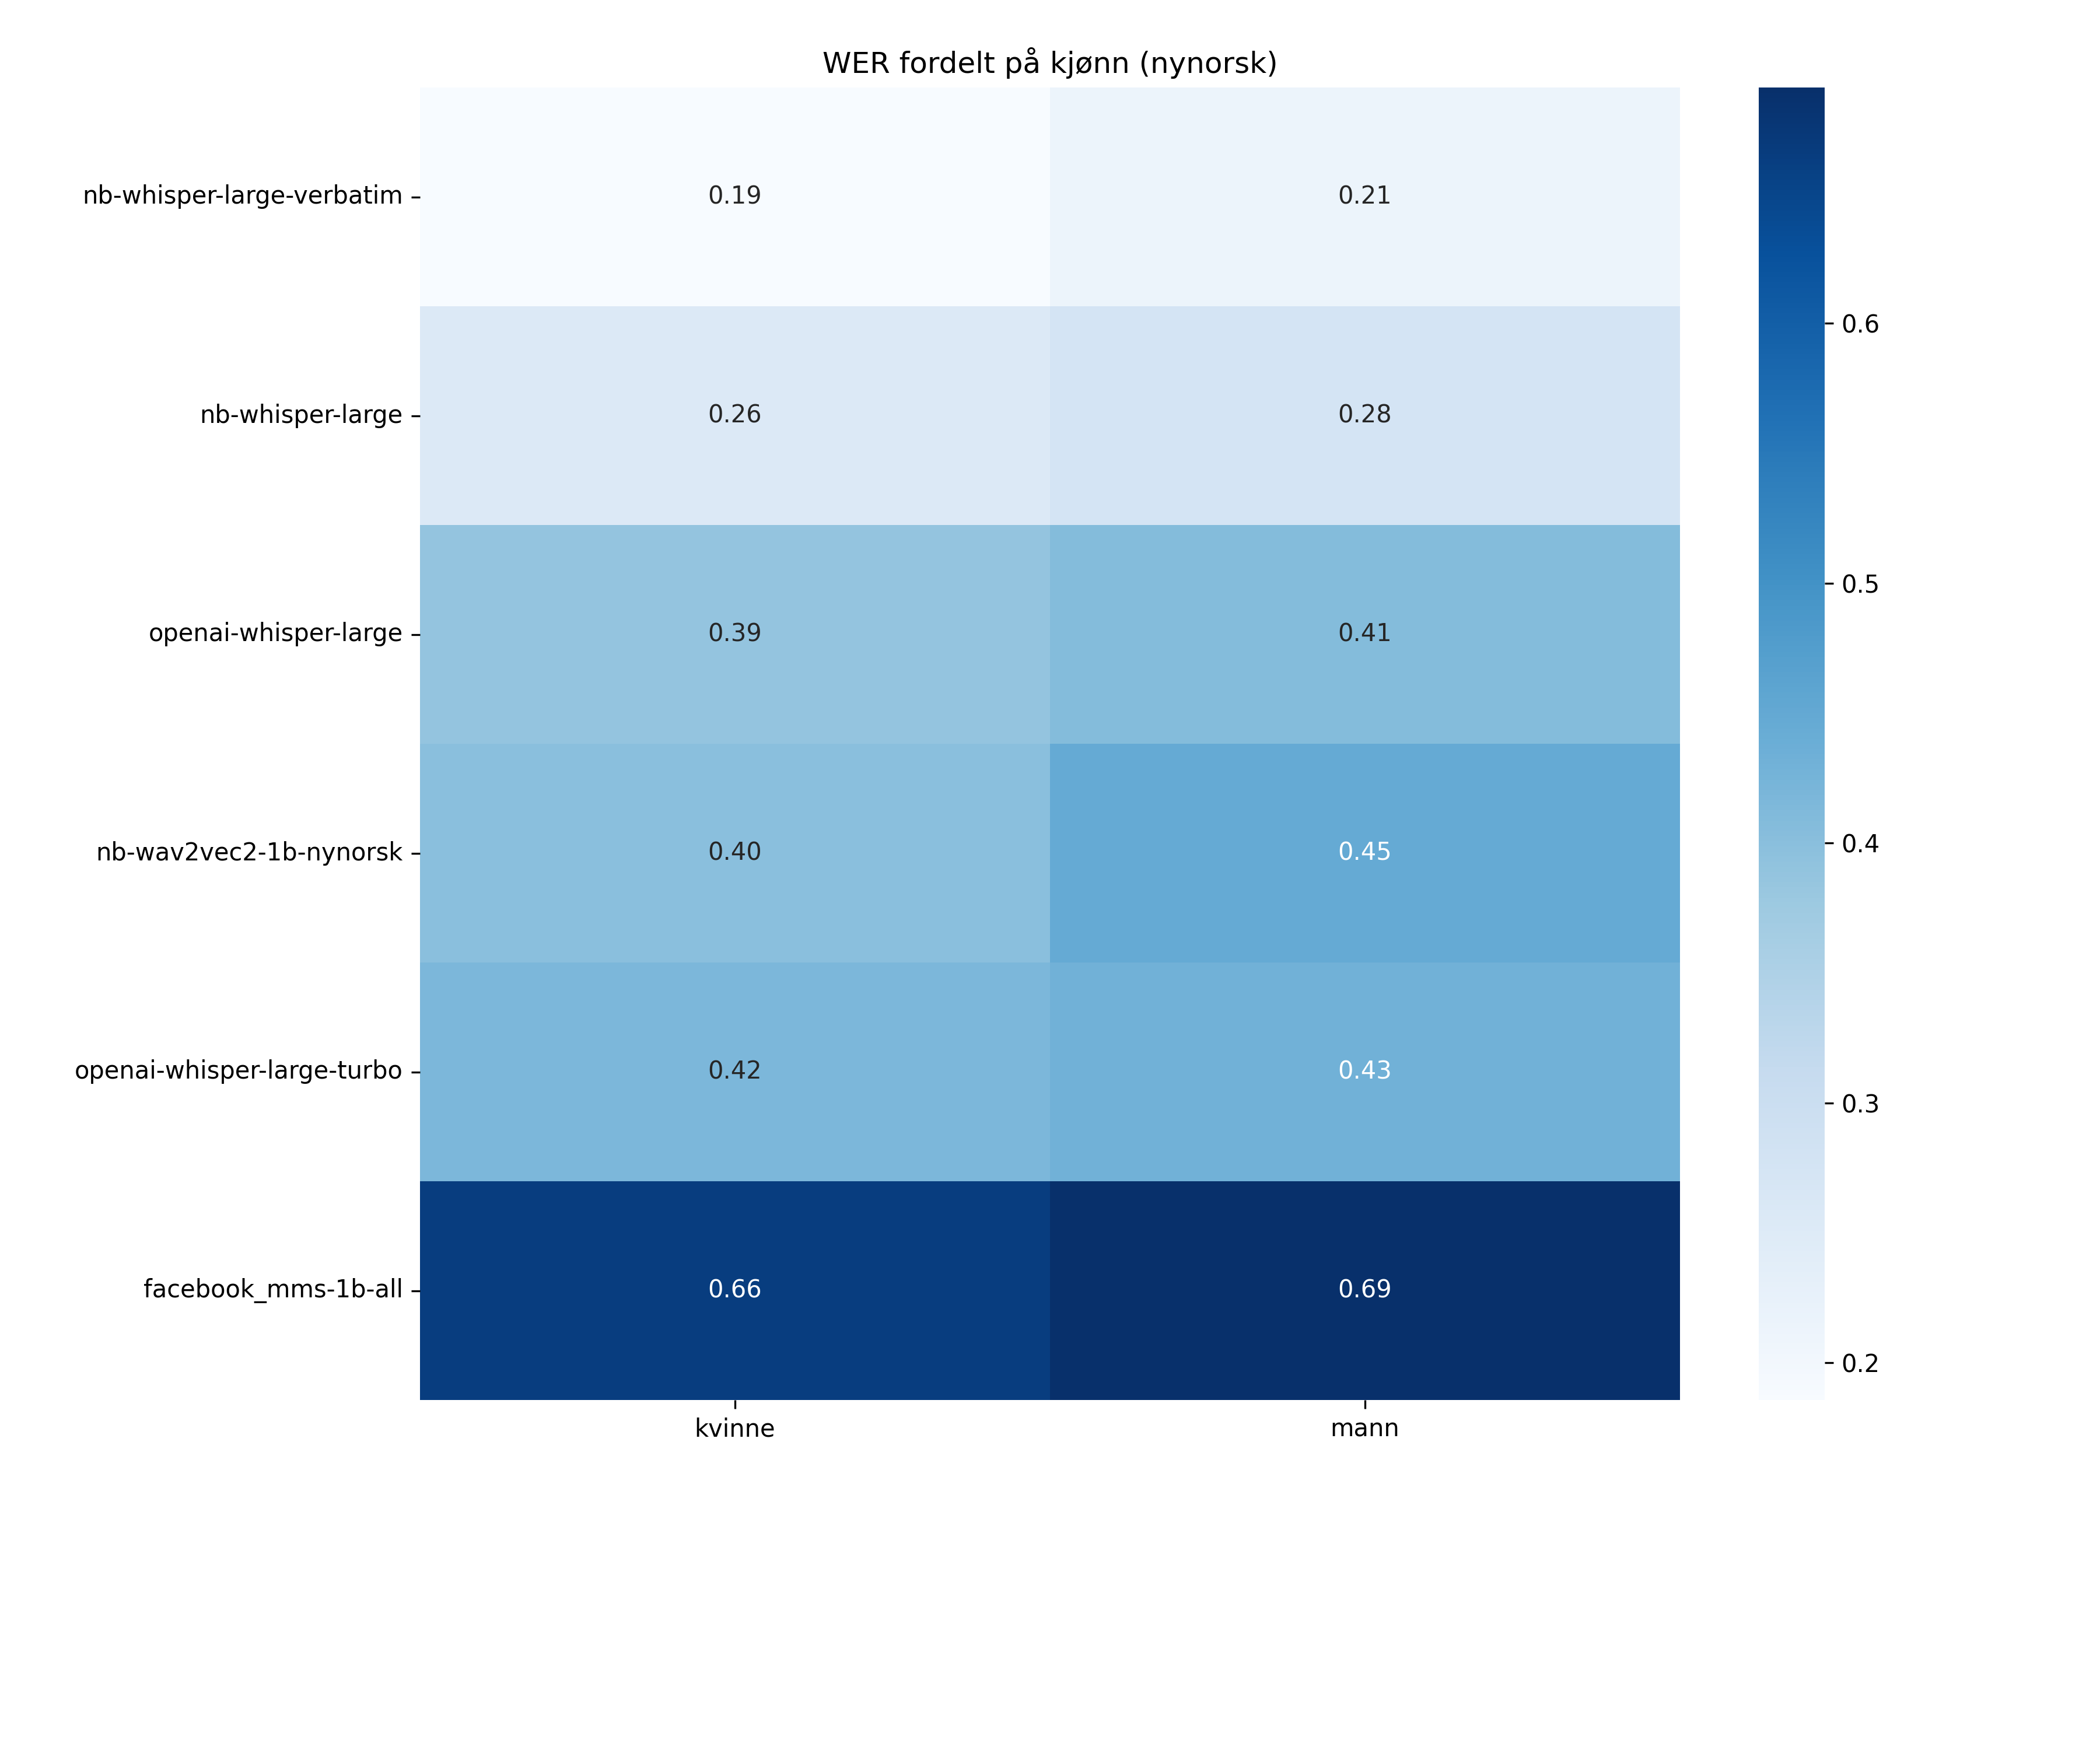 WER fordelt på kjønn (nynorsk)
nb-whisper-large-verbatim 0.19 0.21
nb-whisper-large 0.26 0.28
openai-whisper-large 0.39 0.41
nb-wav2vec2-1b-nynorsk 0.40 0.45
openai-whisper-large-turbo 0.42 0.43
facebook_mms-1b-all 0.66 0.69
kvinne mann
0.6
0.5
0.4
0.3
0.2